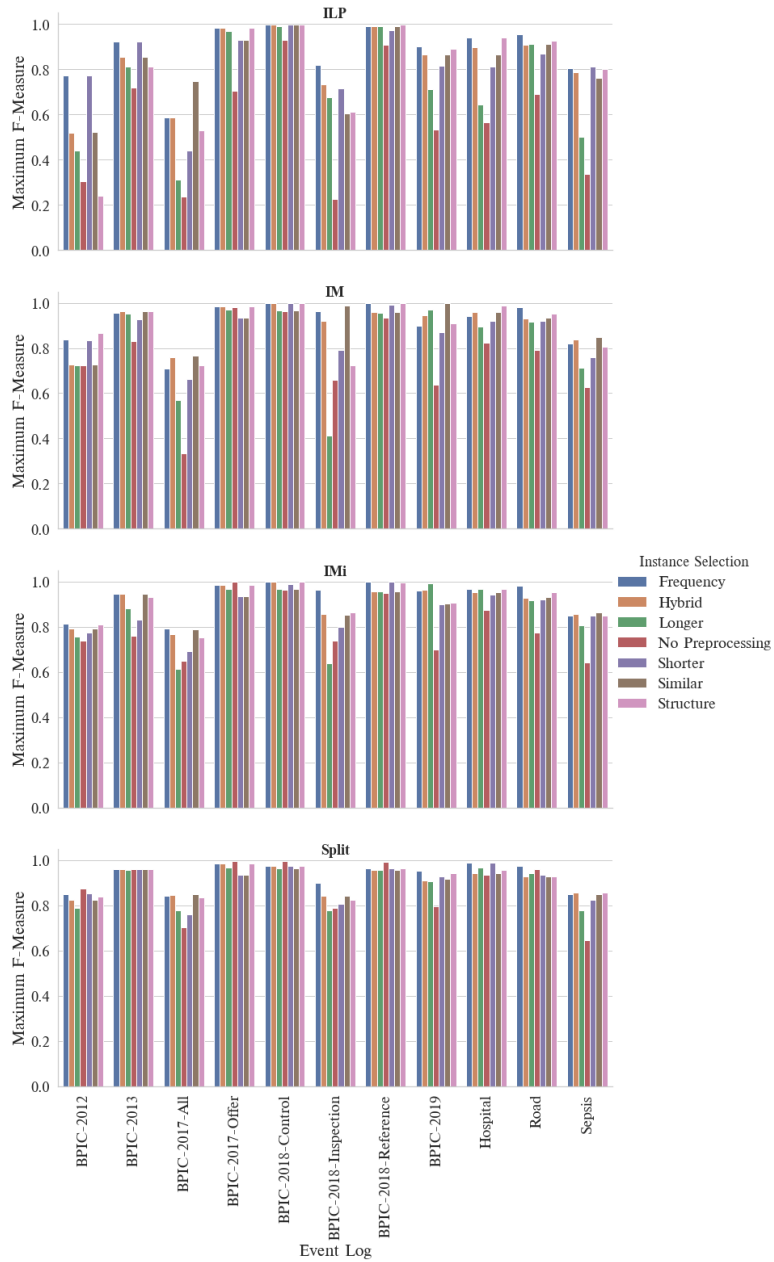 ILP
Maximum F-Measure
1.0
0.8
0.6
0.4
0.2
0.0
IM
Maximum F-Measure
1.0
0.8
0.6
0.4
0.2
0.0
IMi
Maximum F-Measure
1.0
0.8
0.6
0.4
0.2
0.0
Instance Selection
Frequency
Hybrid
Longer
No Preprocessing
Shorter
Similar
Structure
Split
Maximum F-Measure
1.0
0.8
0.6
0.4
0.2
0.0
BPIC-2012
BPIC-2013
BPIC-2017-All
BPIC-2017-Offer
BPIC-2018-Control
BPIC-2018-Inspection
BPIC-2018-Reference
BPIC-2019
Hospital
Road
Sepsis
Event Log